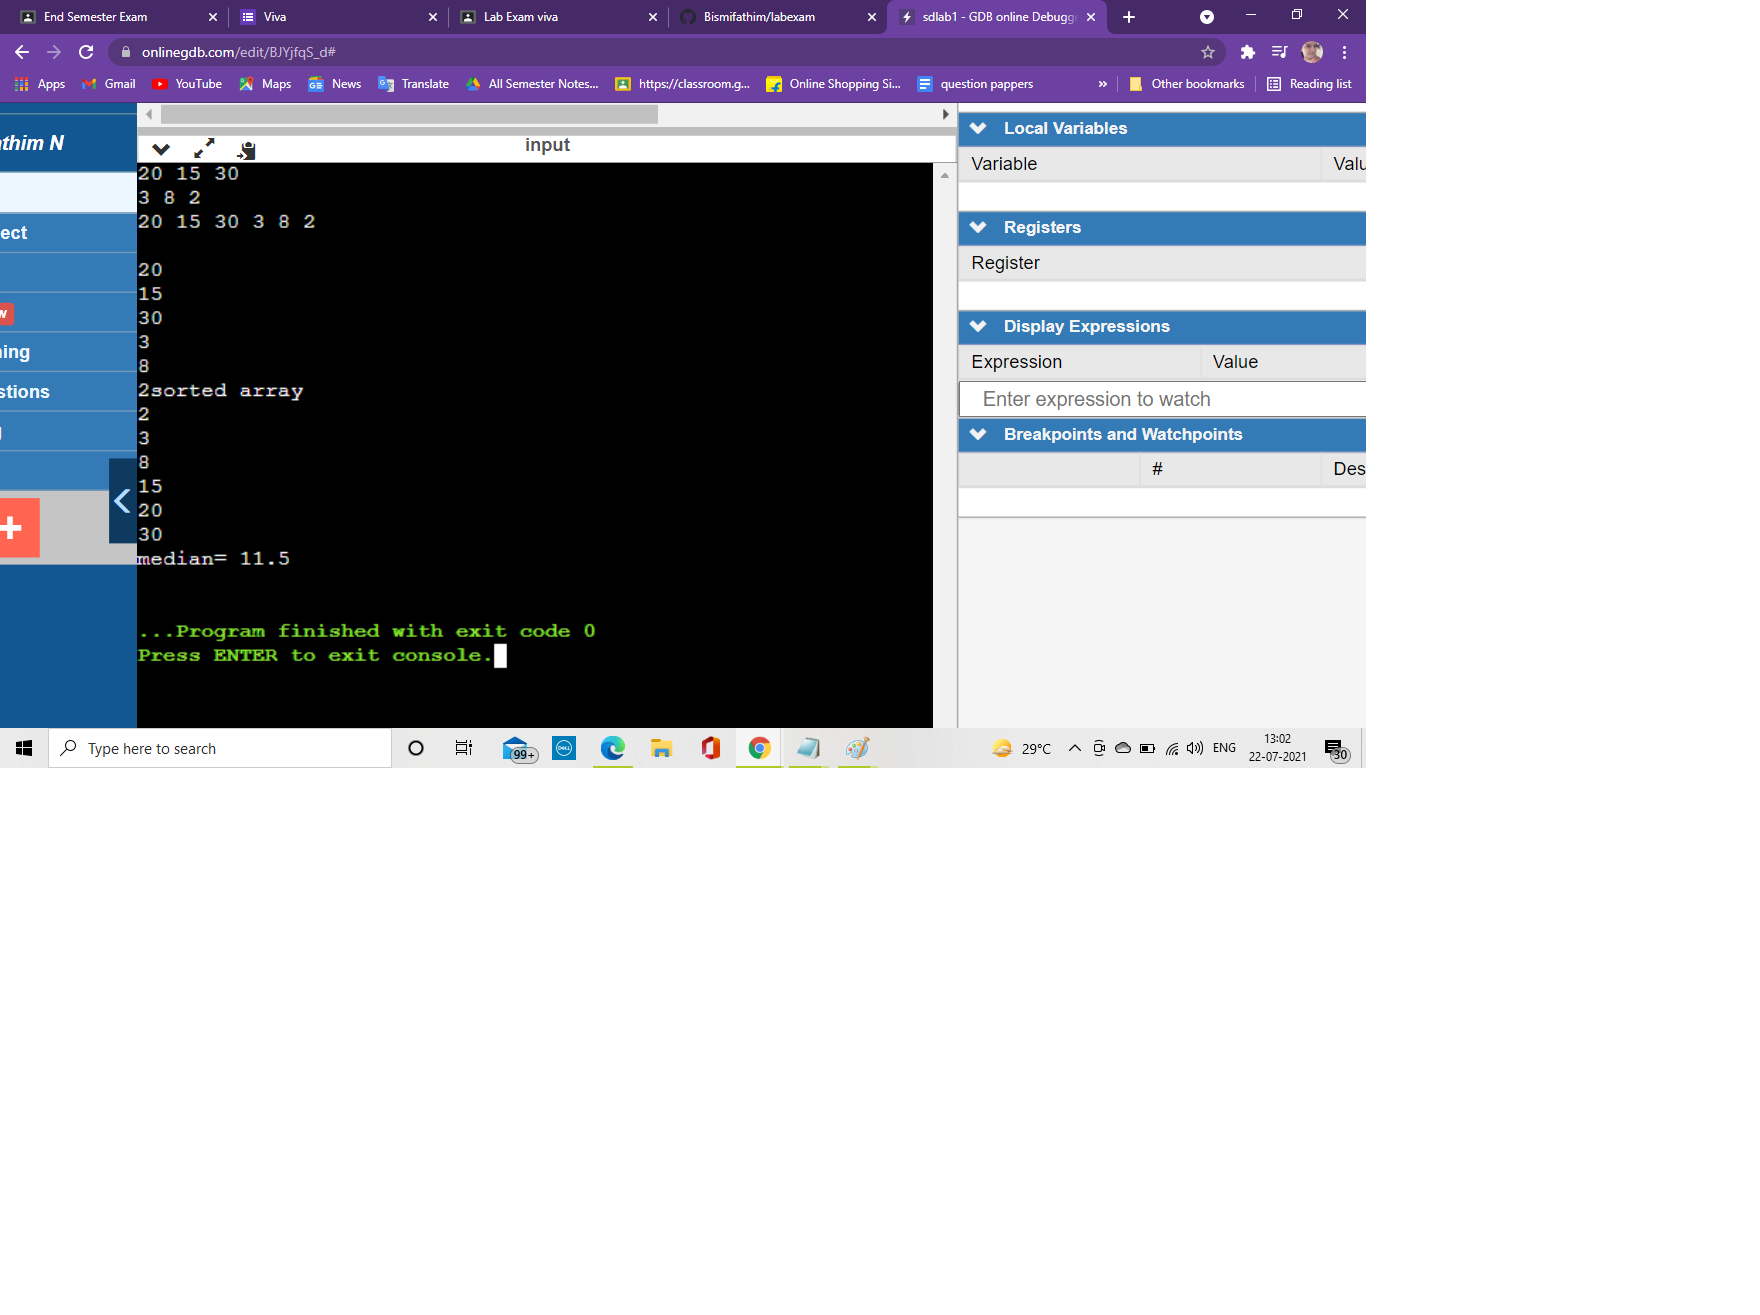 End Semester Exam
Viva
Lab Exam viva
Bismifathim/labexam
sdlab1 - GDB online Debugg
onlinegdb.com/edit/BJYjfqS_d#
Apps
Gmail
YouTube
Maps
News
Translate
All Semester Notes...
https://classroom.g...
Online Shopping Si...
question pappers
»
Other bookmarks
Reading list
thim N
ect
w
ing
stions
input
20 15 30
3 8 2
20 15 30 3 8 2
20
15
30
3
8
2sorted array
2
3
8
15
20
30
median= 11.5
...Program finished with exit code 0
Press ENTER to exit console.
Local Variables
Variable
Valu
Registers
Register
Display Expressions
Expression
Value
Enter expression to watch
Breakpoints and Watchpoints
#
Des
Type here to search
99+
DELL
29°C
ENG
13:02
22-07-2021
30